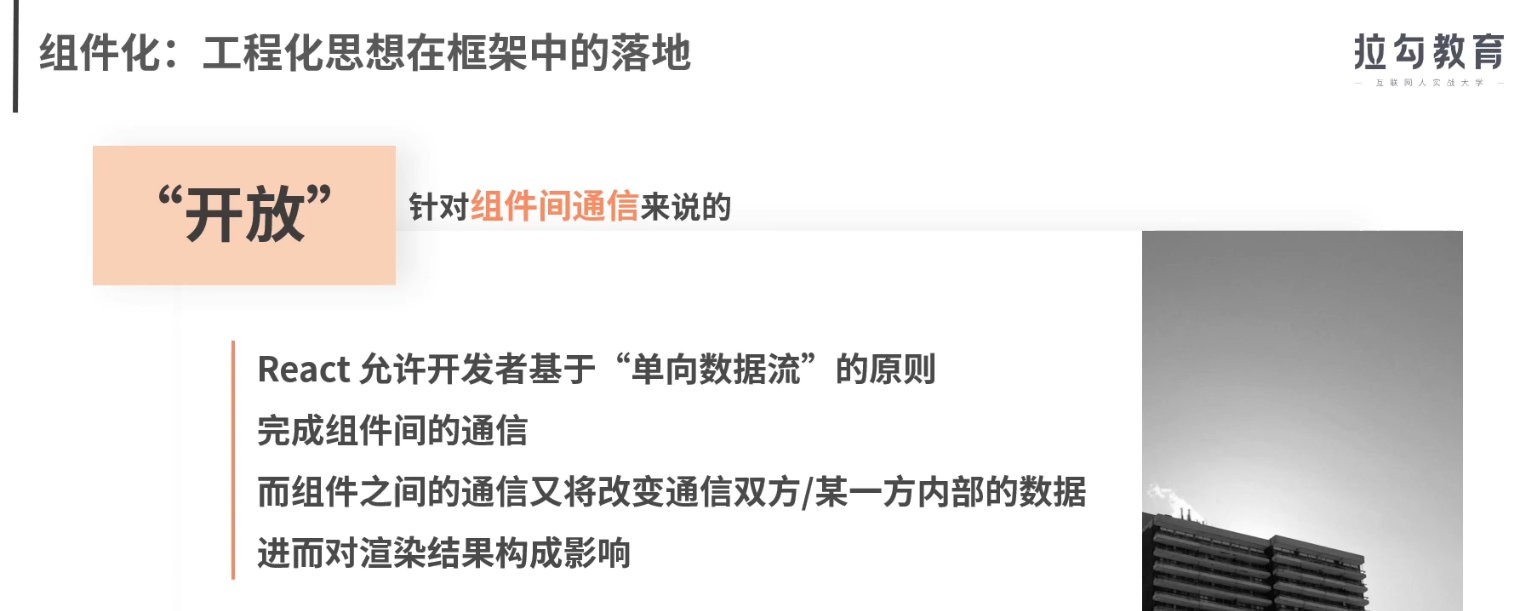 组件化：工程化思想在框架中的落地
拉勾教育
— 互联网人实战大学 —
“开放”
针对组件间通信来说的
React 允许开发者基于“单向数据流”的原则
完成组件间的通信
而组件之间的通信又将改变通信双方/某一方内部的数据
进而对渲染结果构成影响